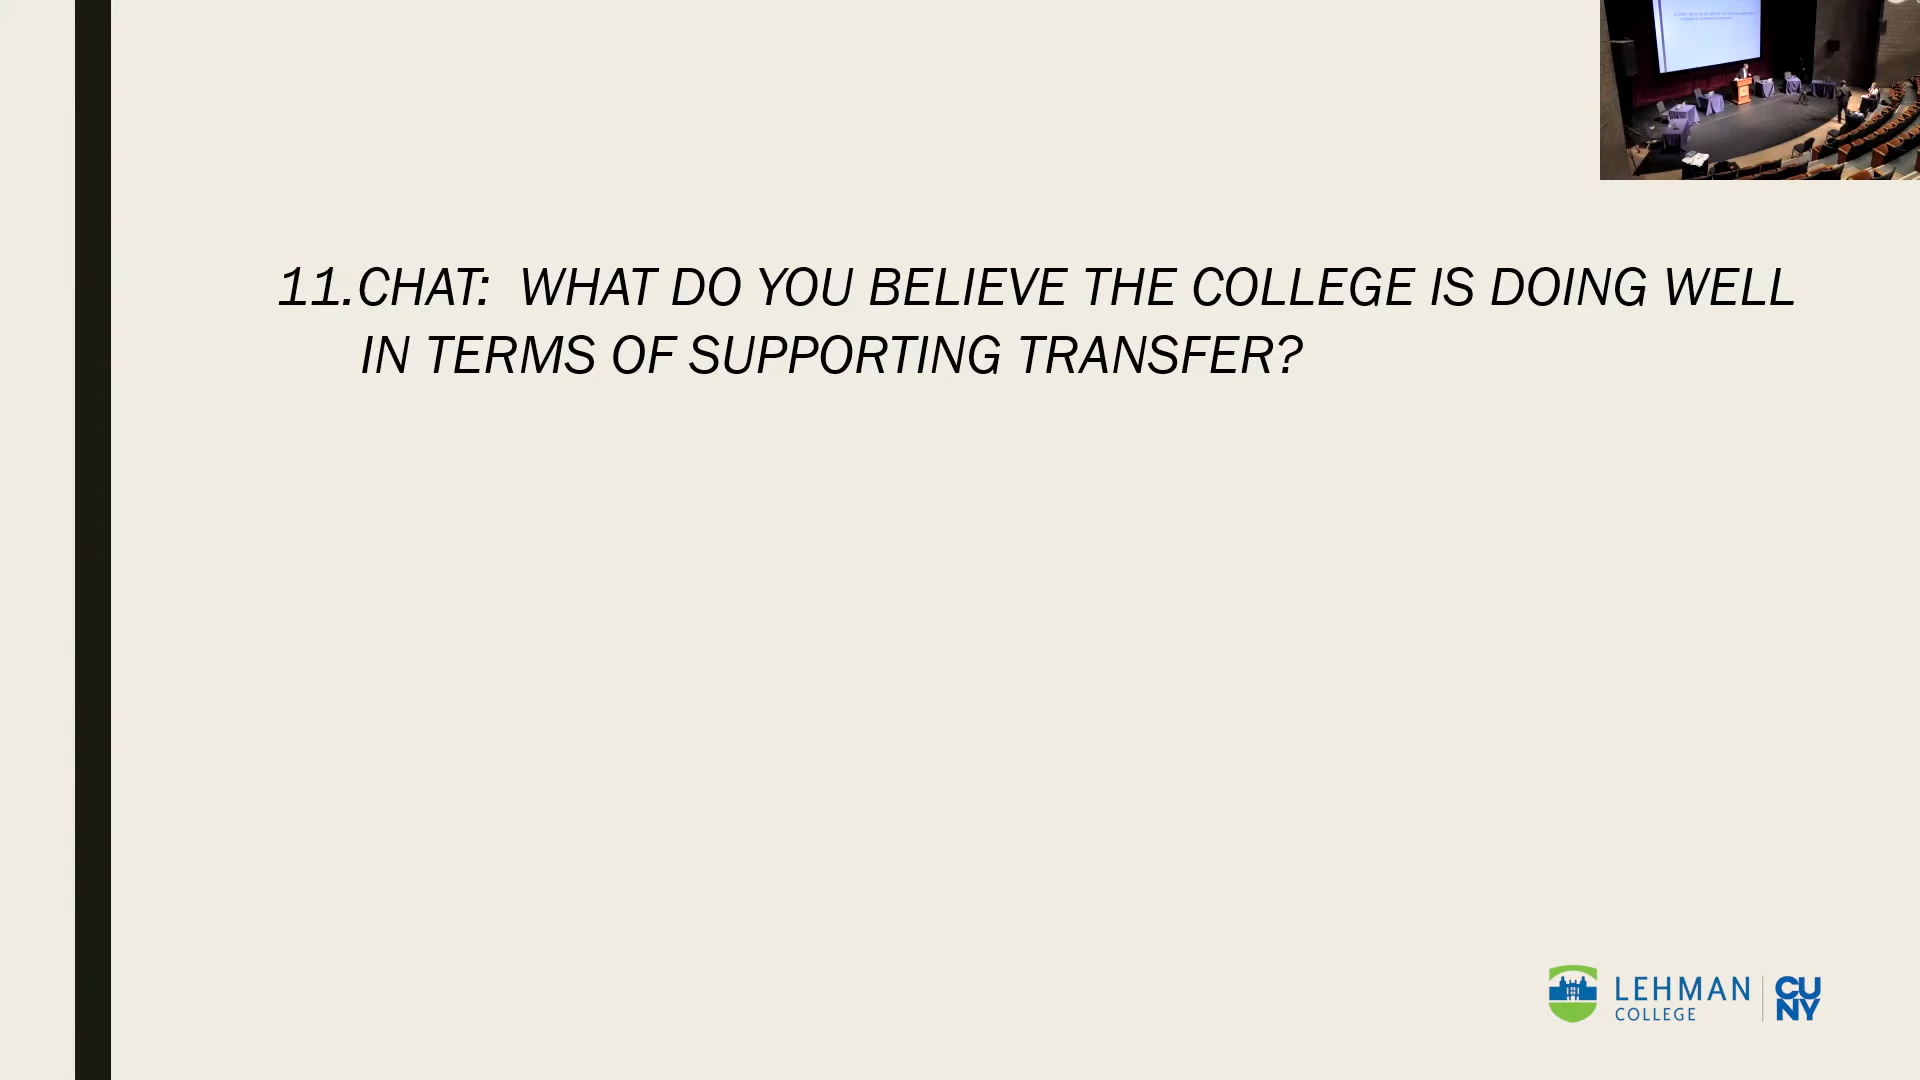 11. CHAT: WHAT DO YOU BELIEVE THE COLLEGE IS DOING WELL
IN TERMS OF SUPPORTING TRANSFER?
LEHMAN
COLLEGE
CU
NY